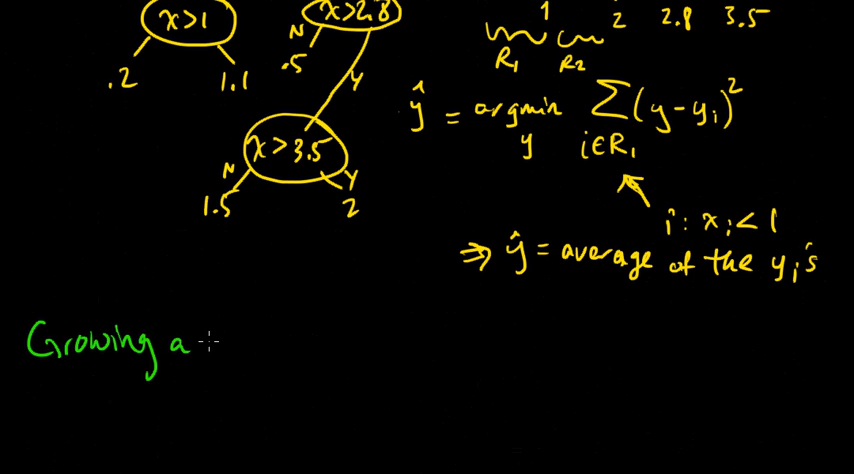 x>1
.2 1.1
x>2.8
N
.5
Y
x>3.5
N Y
1.5 2
1 2 2.8 3.5
R₁ R₂
ŷ = argmin Σ(y-yᵢ)²
y i∈R₁
i: xᵢ<1
⇒ ŷ = average of the yᵢ's
Growing a